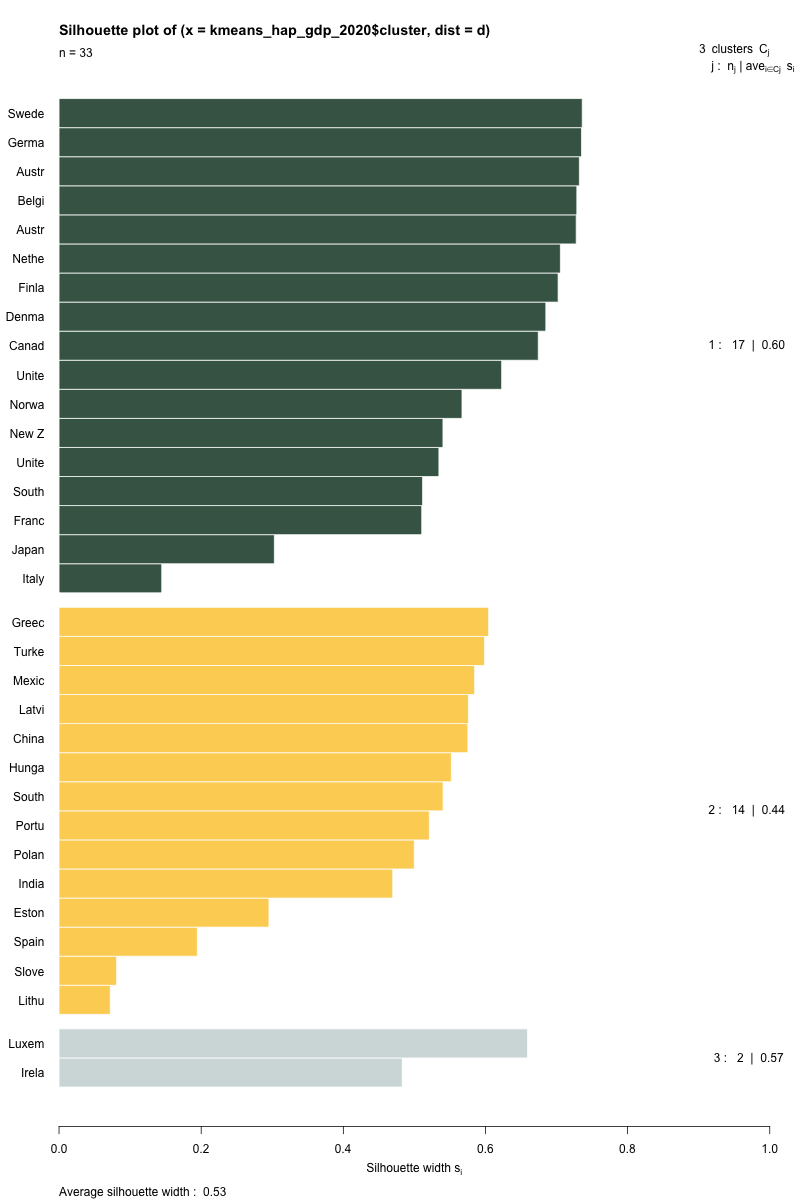 Silhouette plot of (x = kmeans_hap_gdp_2020$cluster, dist = d)
n = 33
3 clusters Cj
j : nj | avei∈Cj si
Swede
Germa
Austr
Belgi
Austr
Nethe
Finla
Denma
Canad
1 : 17 | 0.60
Unite
Norwa
New Z
Unite
South
Franc
Japan
Italy
Greec
Turke
Mexic
Latvi
China
Hunga
South
2 : 14 | 0.44
Portu
Polan
India
Eston
Spain
Slove
Lithu
Luxem
3 : 2 | 0.57
Irela
0.0 0.2 0.4 0.6 0.8 1.0
Silhouette width si
Average silhouette width : 0.53